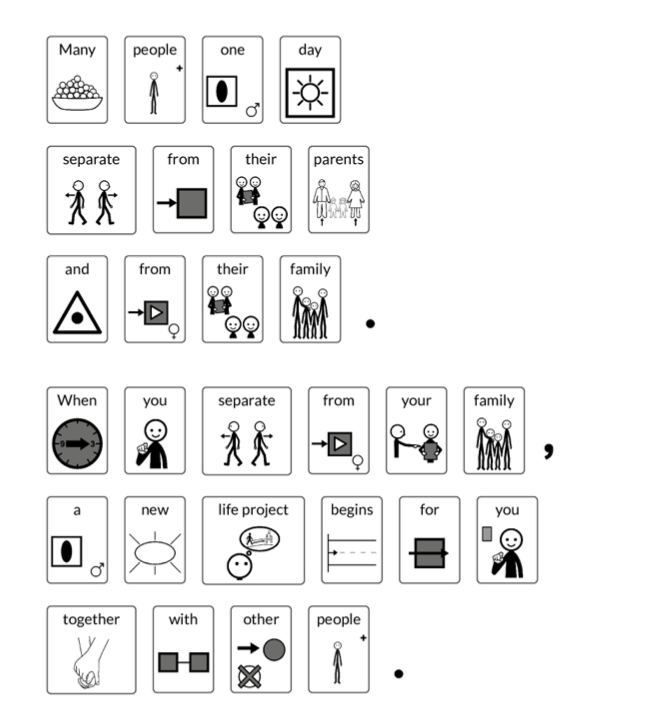 Many people one day
separate from their parents
and from their family .
When you separate from your family ,
a new life project begins for you
together with other people .